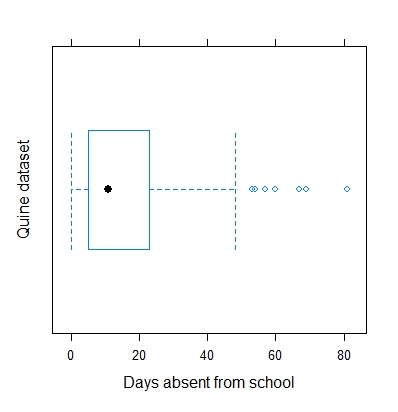 Quine dataset
0 20 40 60 80
Days absent from school